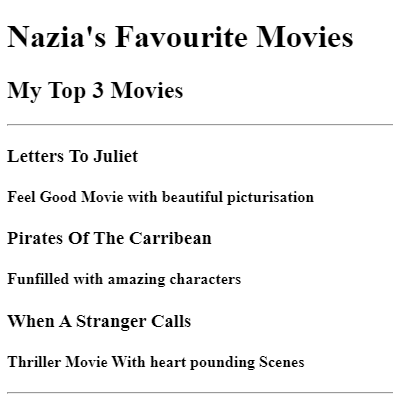 Nazia's Favourite Movies
My Top 3 Movies
Letters To Juliet
Feel Good Movie with beautiful picturisation
Pirates Of The Carribean
Funfilled with amazing characters
When A Stranger Calls
Thriller Movie With heart pounding Scenes